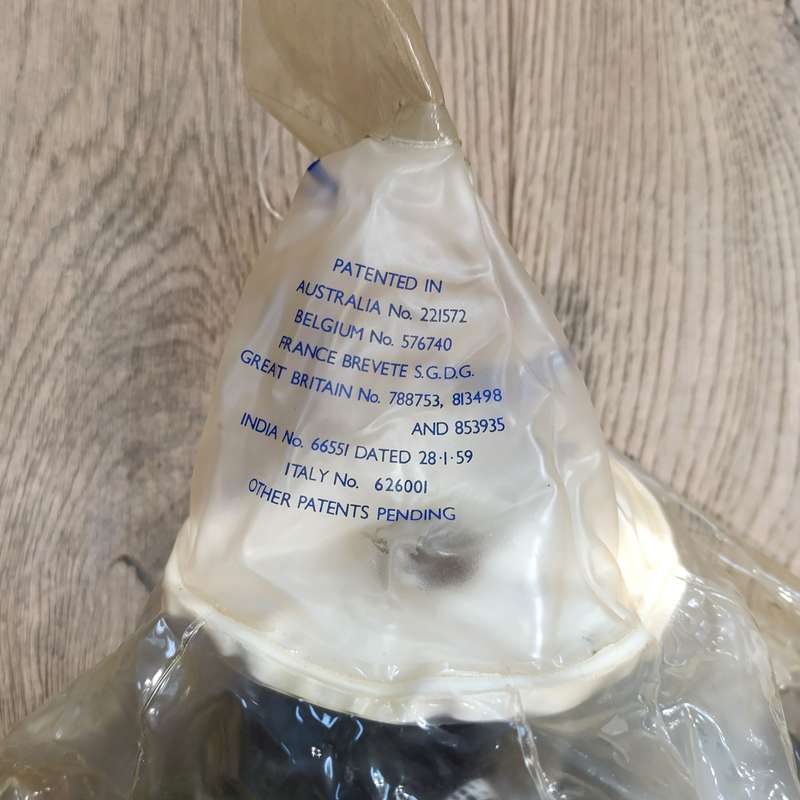 PATENTED IN
AUSTRALIA No. 221572
BELGIUM No. 576740
FRANCE BREVETE S.G.D.G.
GREAT BRITAIN No. 788753, 813498
AND 853935
INDIA No. 66551 DATED 28·1·59
ITALY No. 626001
OTHER PATENTS PENDING